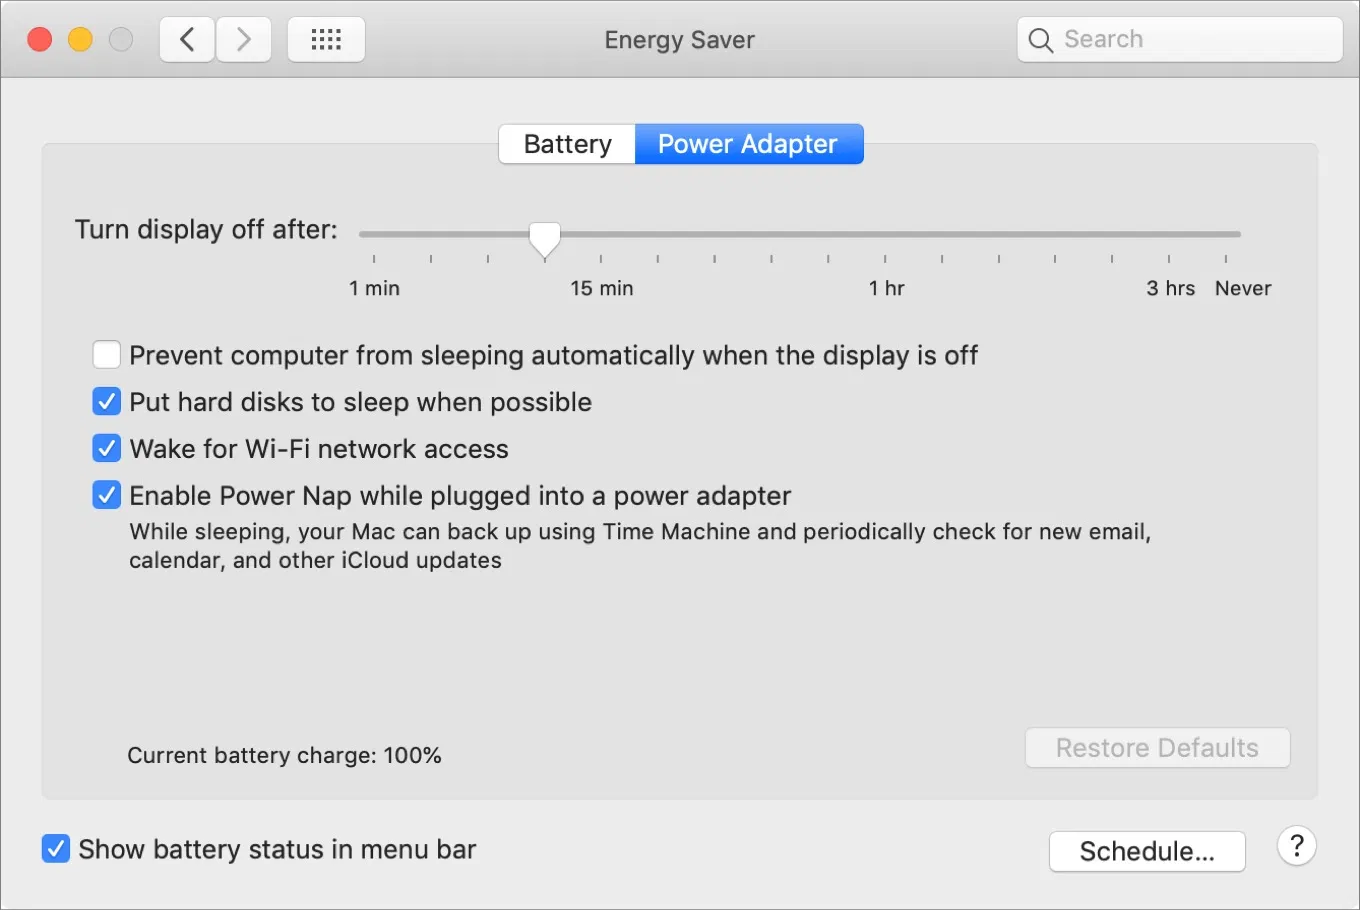 Energy Saver
Search
Battery
Power Adapter
Turn display off after:
1 min
15 min
1 hr
3 hrs
Never
Prevent computer from sleeping automatically when the display is off
Put hard disks to sleep when possible
Wake for Wi-Fi network access
Enable Power Nap while plugged into a power adapter
While sleeping, your Mac can back up using Time Machine and periodically check for new email,
calendar, and other iCloud updates
Current battery charge: 100%
Restore Defaults
Show battery status in menu bar
Schedule...
?